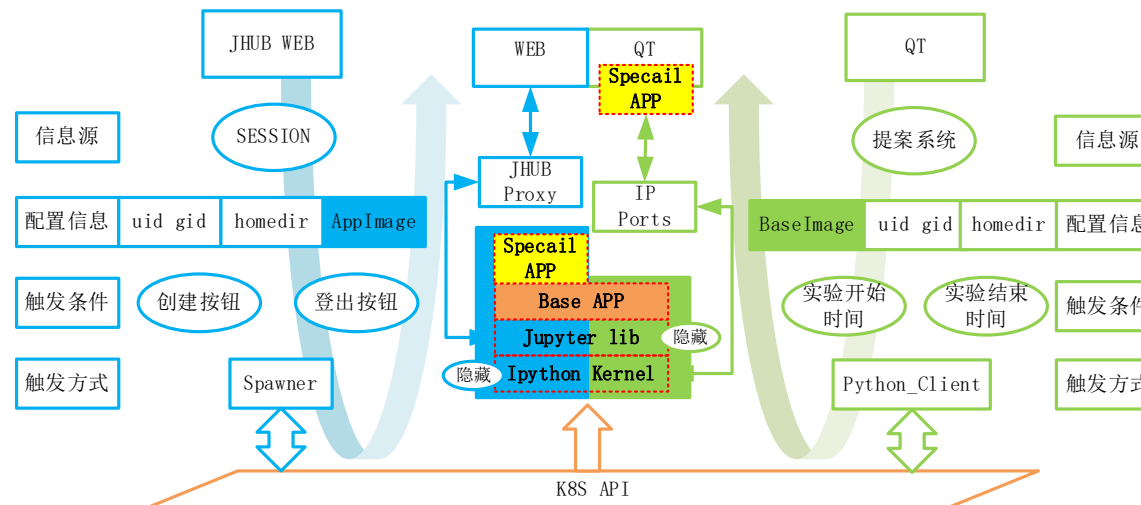 JHUB WEB
WEB
QT
QT
Specail
APP
信息源
SESSION
提案系统
信息源
JHUB
Proxy
IP
Ports
配置信息
uid gid
homedir
AppImage
BaseImage
uid gid
homedir
配置信息
Specail
APP
Base APP
Jupyter lib
Ipython Kernel
隐藏
隐藏
触发条件
创建按钮
登出按钮
实验开始
时间
实验结束
时间
触发条件
触发方式
Spawner
Python_Client
触发方式
K8S API